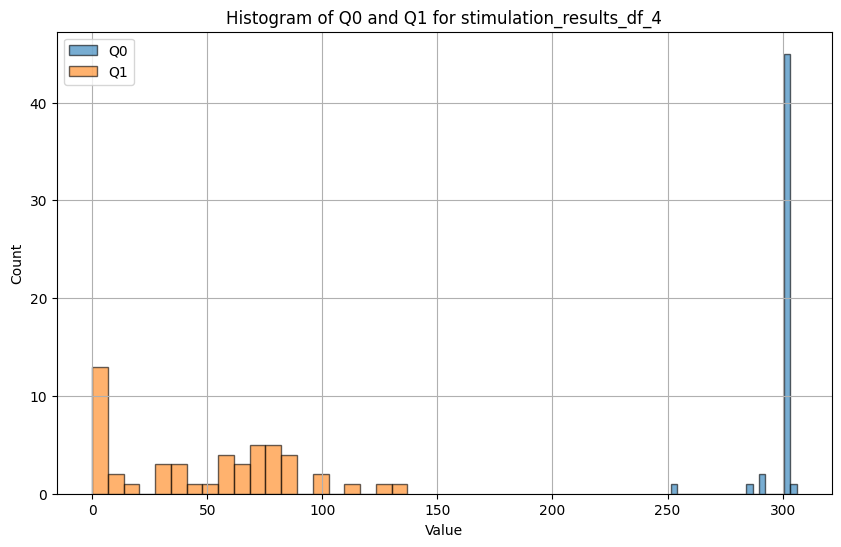 Histogram of Q0 and Q1 for stimulation_results_df_4
Q0
Q1
Count
40
30
20
10
0
0 50 100 150 200 250 300
Value